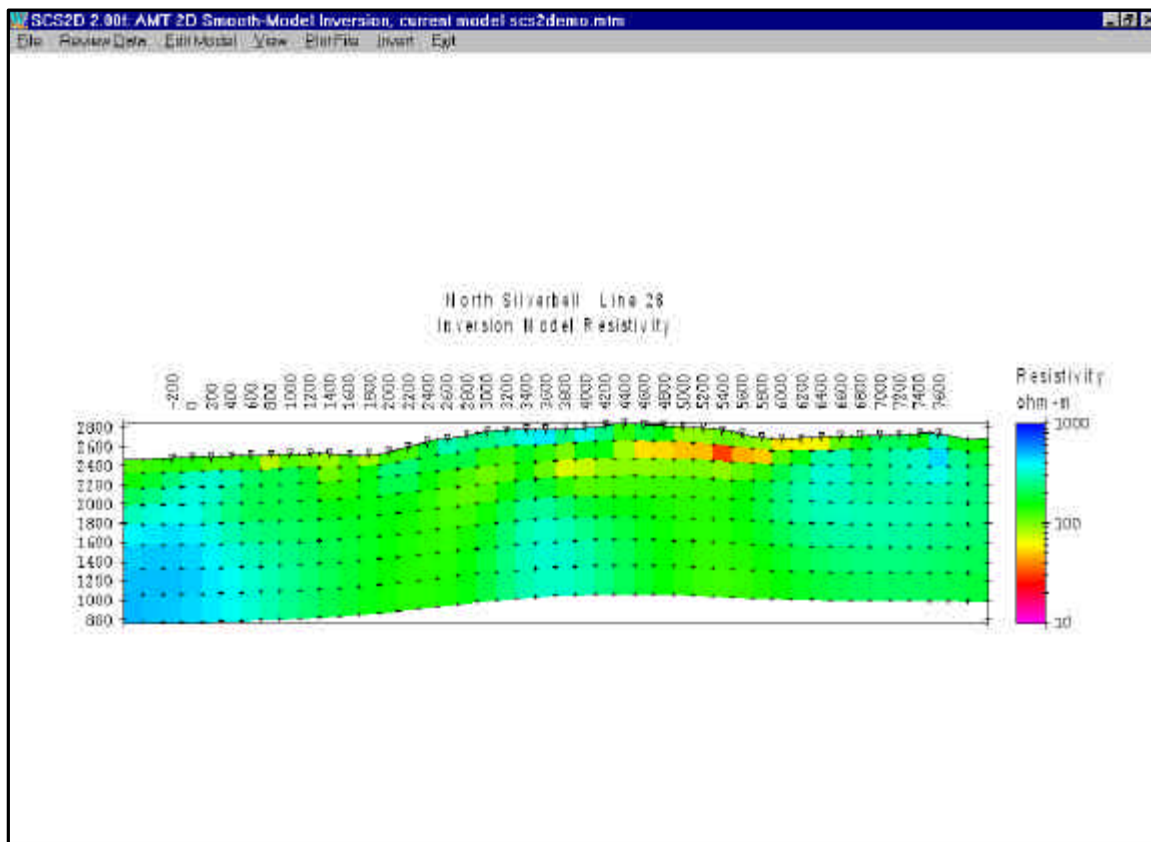 SCS2D 2.00f: AMT 2D Smooth-Model Inversion, current model scs2demo.mtm
File Review Data Edit Model View Plot File Invert Exit
North Silverbell Line 28
Inversion Model Resistivity
-200 0 200 400 600 800 1000 1200 1400 1600 1800 2000 2200 2400 2600 2800 3000 3200 3400 3600 3800 4000 4200 4400 4600 4800 5000 5200 5400 5600 5800 6000 6200 6400 6600 6800 7000 7200 7400 7600
Resistivity
ohm-m
2800
2600
2400
2200
2000
1800
1600
1400
1200
1000
800
1000
100
10